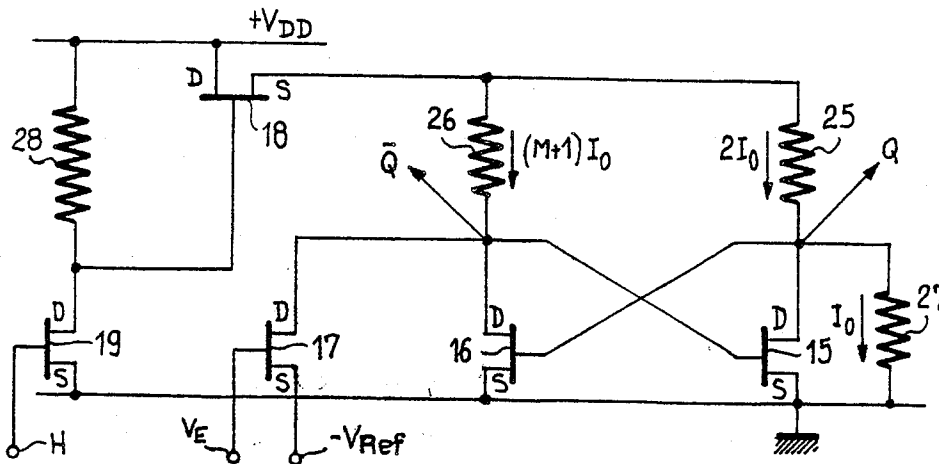 +VDD
D
S
18
28
26
(M+1)I0
2I0
25
Q̄
Q
D
19
S
D
17
S
D
16
S
D
15
S
I0
27
H
VE
-VRef